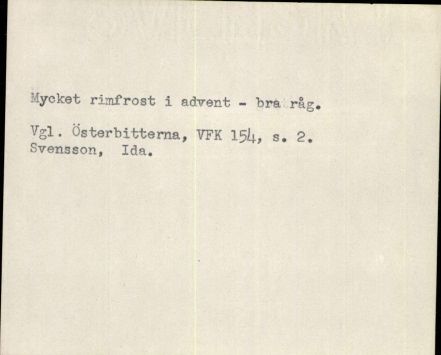 Mycket rimfrost i advent - bra råg.
Vgl. Österbitterna, VFK 154, s. 2.
Svensson, Ida.